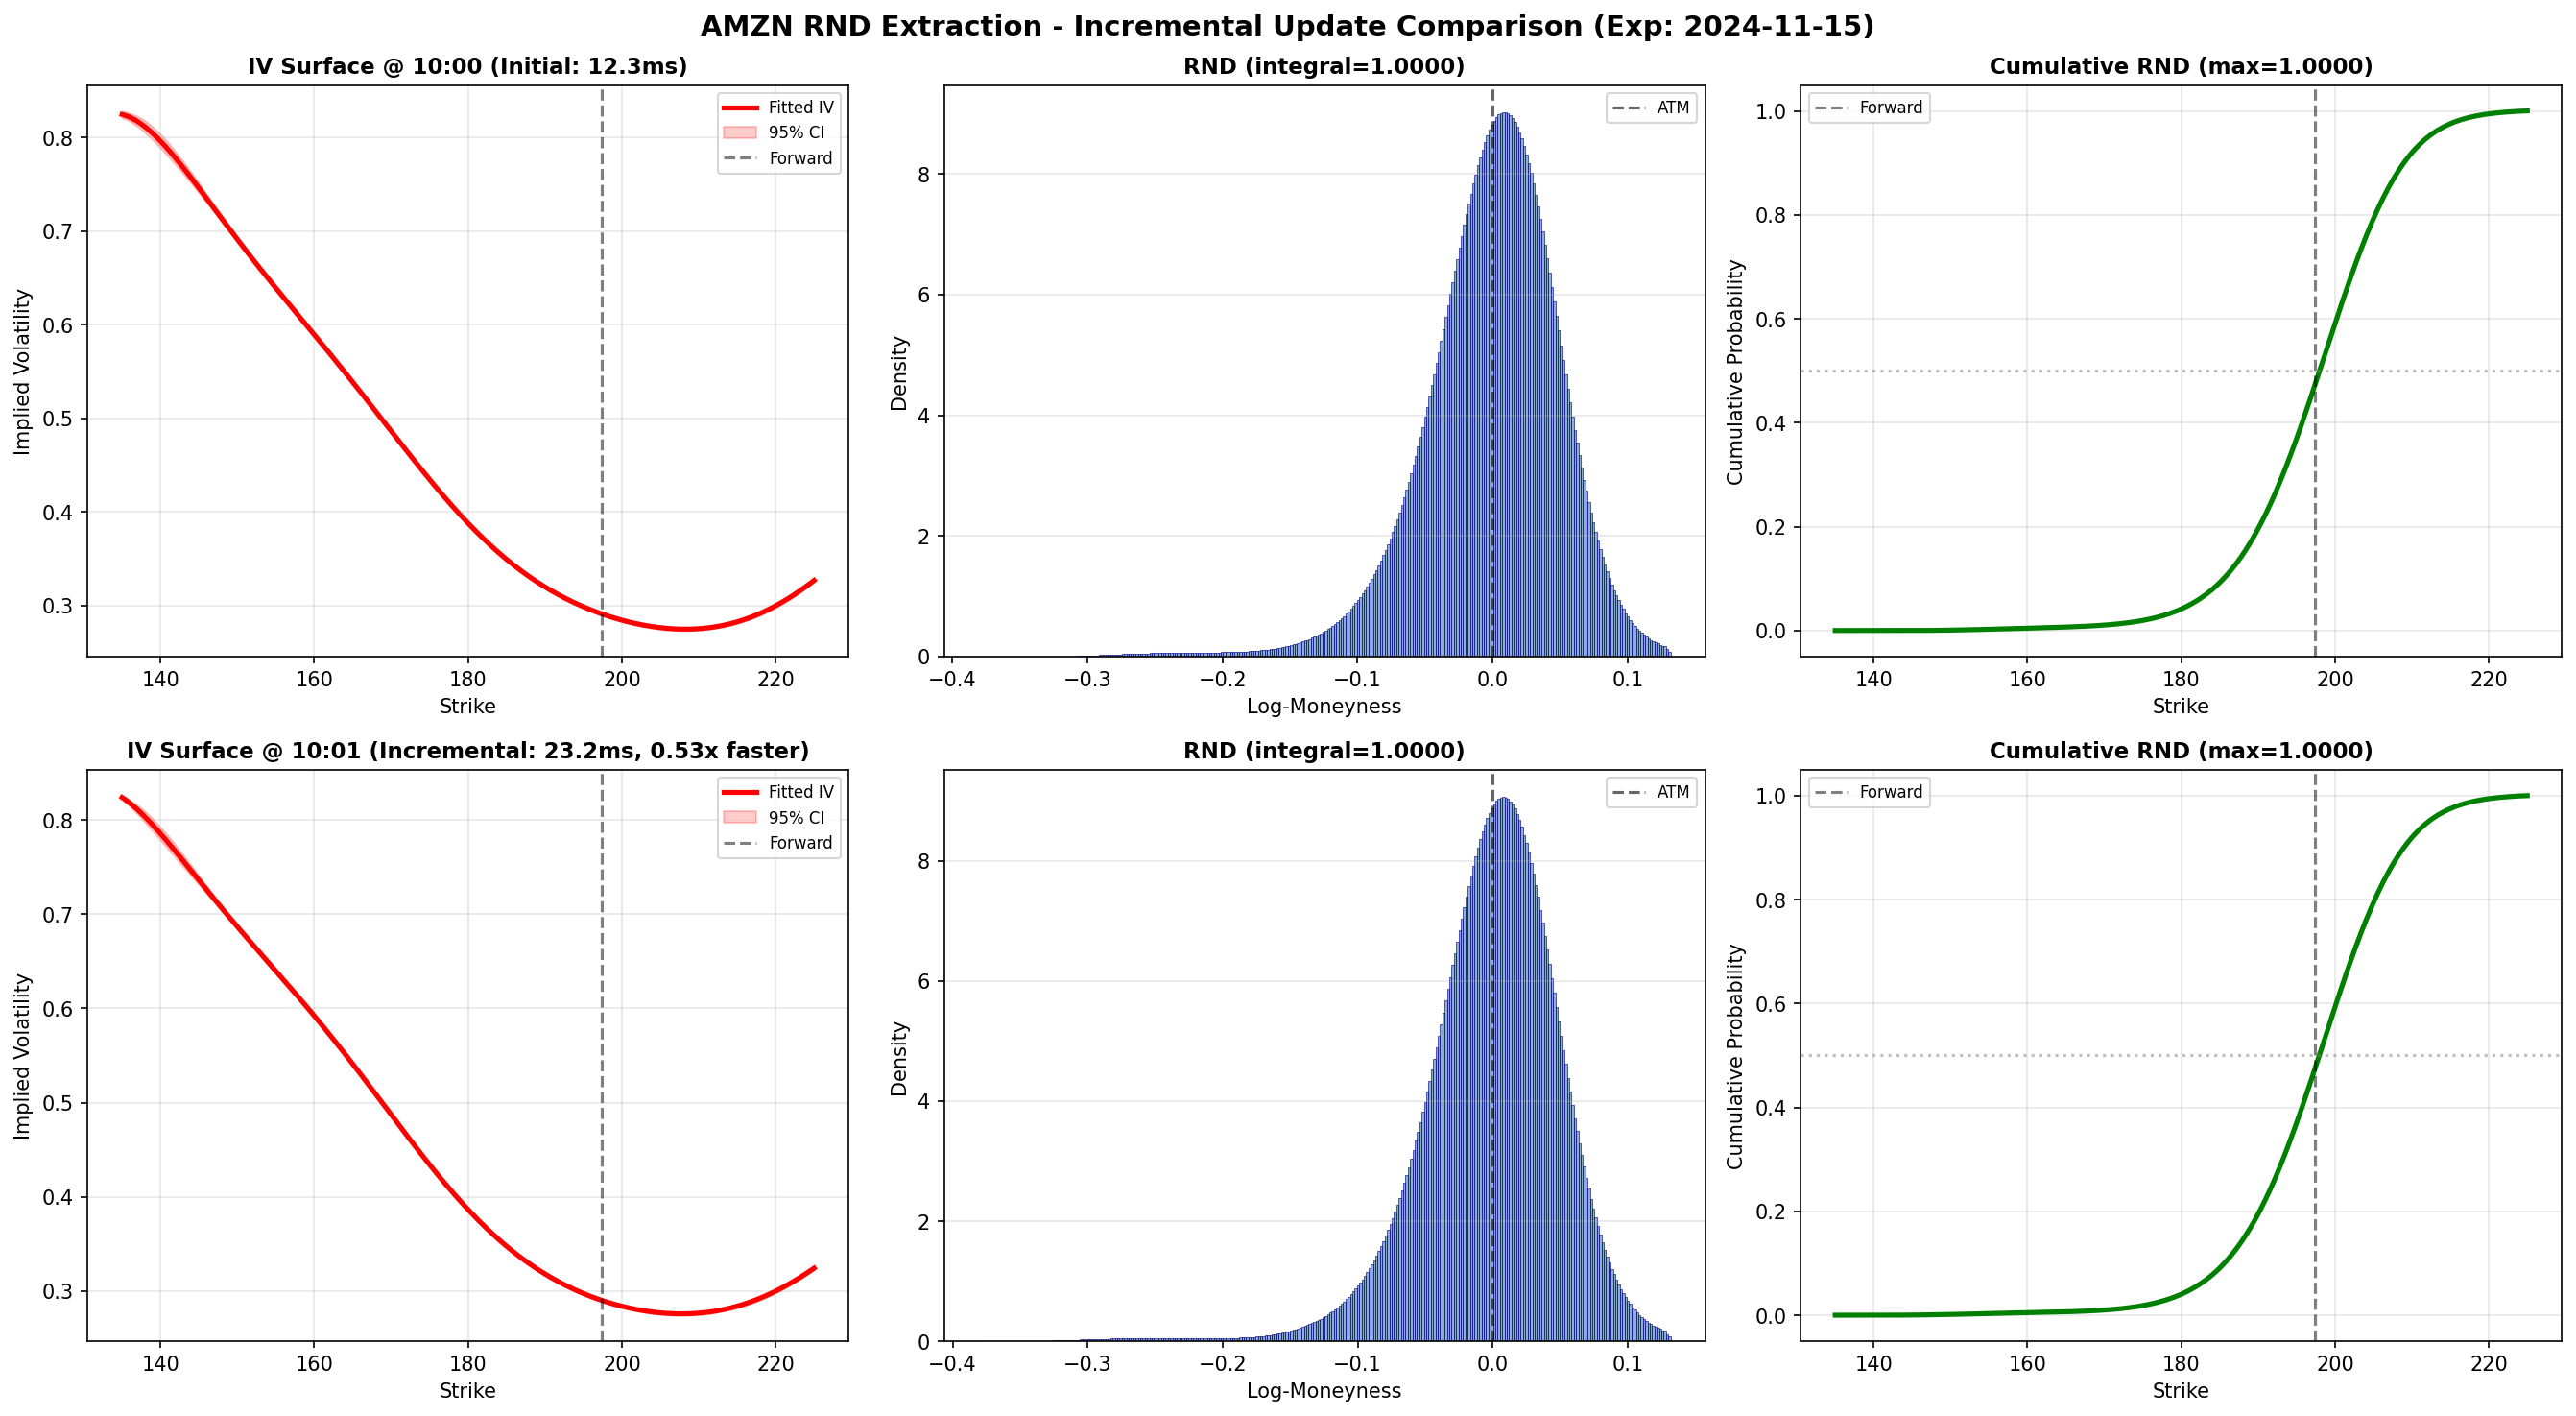 AMZN RND Extraction - Incremental Update Comparison (Exp: 2024-11-15)
IV Surface @ 10:00 (Initial: 12.3ms)
Implied Volatility
0.8
0.7
0.6
0.5
0.4
0.3
Fitted IV
95% CI
Forward
140 160 180 200 220
Strike
RND (integral=1.0000)
Density
8
6
4
2
0
ATM
−0.4 −0.3 −0.2 −0.1 0.0 0.1
Log-Moneyness
Cumulative RND (max=1.0000)
Cumulative Probability
1.0
0.8
0.6
0.4
0.2
0.0
Forward
140 160 180 200 220
Strike
IV Surface @ 10:01 (Incremental: 23.2ms, 0.53x faster)
Implied Volatility
0.8
0.7
0.6
0.5
0.4
0.3
Fitted IV
95% CI
Forward
140 160 180 200 220
Strike
RND (integral=1.0000)
Density
8
6
4
2
0
ATM
−0.4 −0.3 −0.2 −0.1 0.0 0.1
Log-Moneyness
Cumulative RND (max=1.0000)
Cumulative Probability
1.0
0.8
0.6
0.4
0.2
0.0
Forward
140 160 180 200 220
Strike